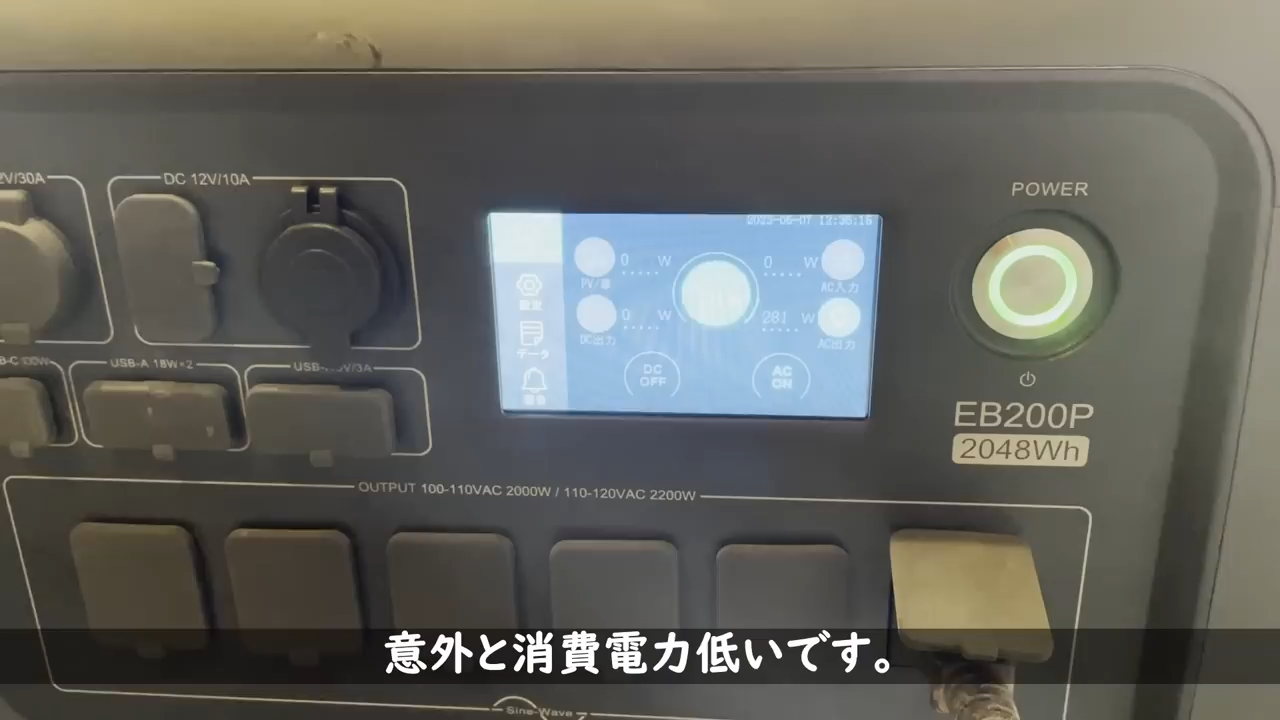 DC 12V/10A
USB-A 18W×2
OUTPUT 100-110VAC 2000W / 110-120VAC 2200W
Sine-Wave
0 W
PV/車
0 W
AC入力
0 W
DC出力
281 W
AC出力
設定
データ
DC OFF
AC ON
POWER
EB200P
2048Wh
意外と消費電力低いです。